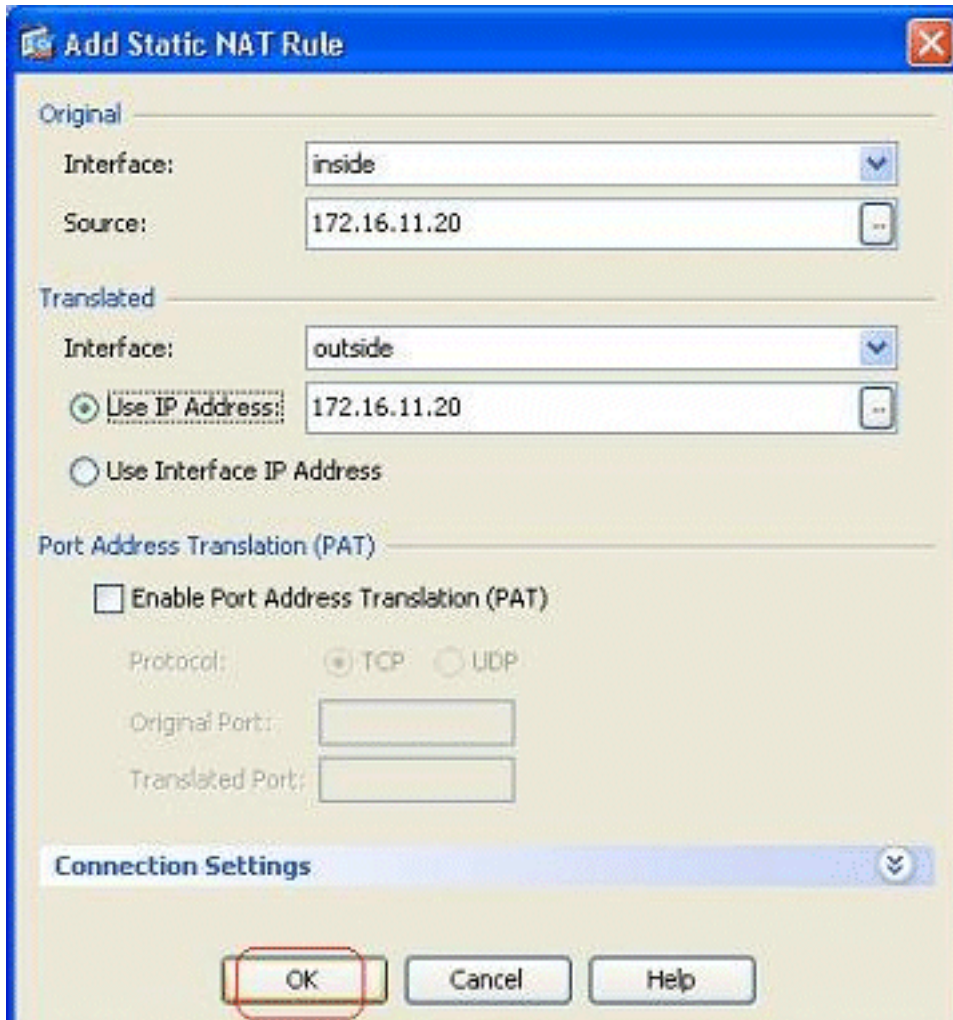 Add Static NAT Rule
Original
Interface: inside
Source: 172.16.11.20 ...
Translated
Interface: outside
Use IP Address: 172.16.11.20 ...
Use Interface IP Address
Port Address Translation (PAT)
Enable Port Address Translation (PAT)
Protocol: TCP UDP
Original Port:
Translated Port:
Connection Settings
OK Cancel Help